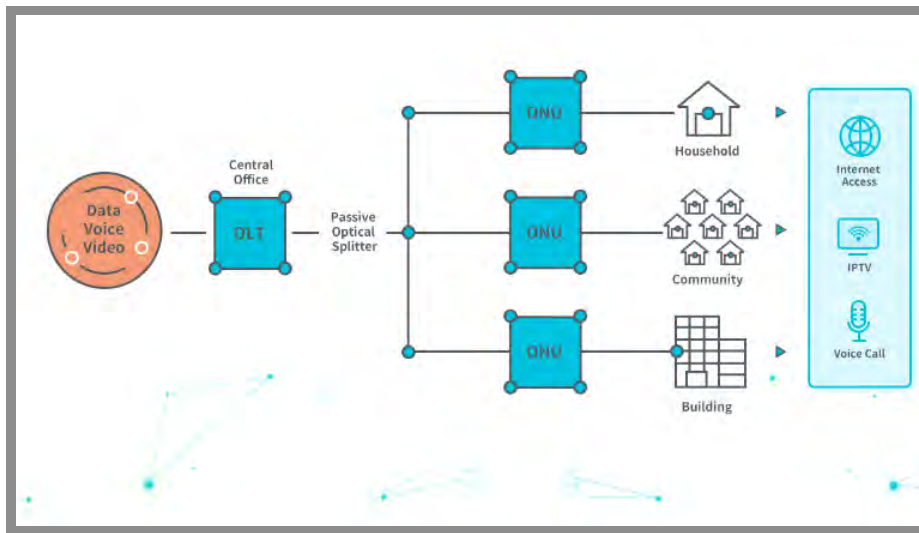 Data
Voice
Video
Central
Office
OLT
Passive
Optical
Splitter
ONU
Household
ONU
Community
ONU
Building
Internet
Access
IPTV
Voice Call